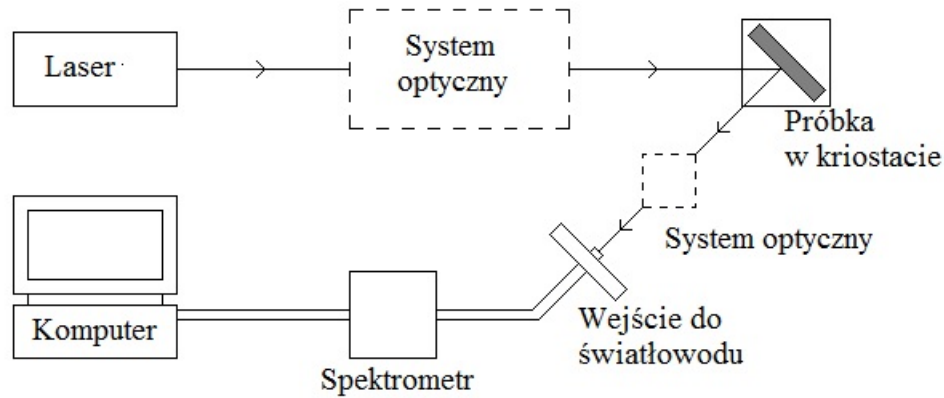 Laser
System
optyczny
Próbka
w kriostacie
System optyczny
Wejście do
światłowodu
Komputer
Spektrometr